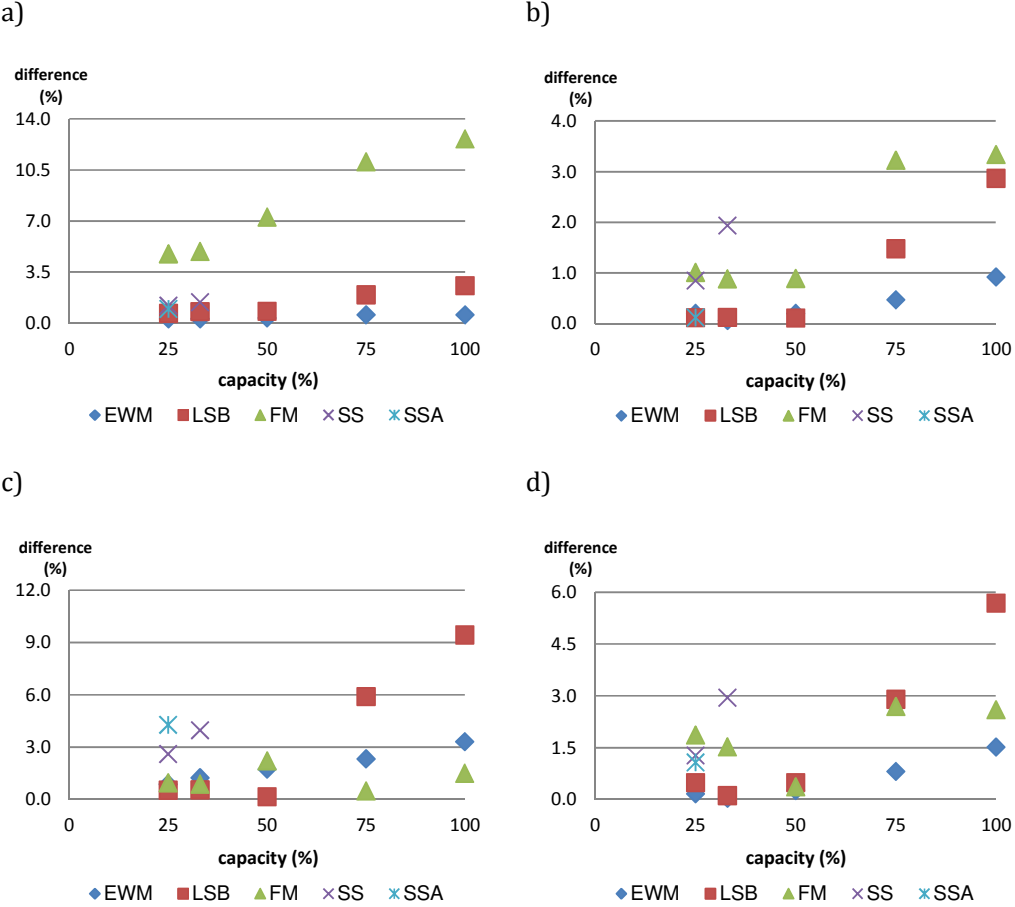 a)
difference
(%)
14.0
10.5
7.0
3.5
0.0
0 25 50 75 100
capacity (%)
EWM LSB FM SS SSA
b)
difference
(%)
4.0
3.0
2.0
1.0
0.0
0 25 50 75 100
capacity (%)
EWM LSB FM SS SSA
c)
difference
(%)
12.0
9.0
6.0
3.0
0.0
0 25 50 75 100
capacity (%)
EWM LSB FM SS SSA
d)
difference
(%)
6.0
4.5
3.0
1.5
0.0
0 25 50 75 100
capacity (%)
EWM LSB FM SS SSA